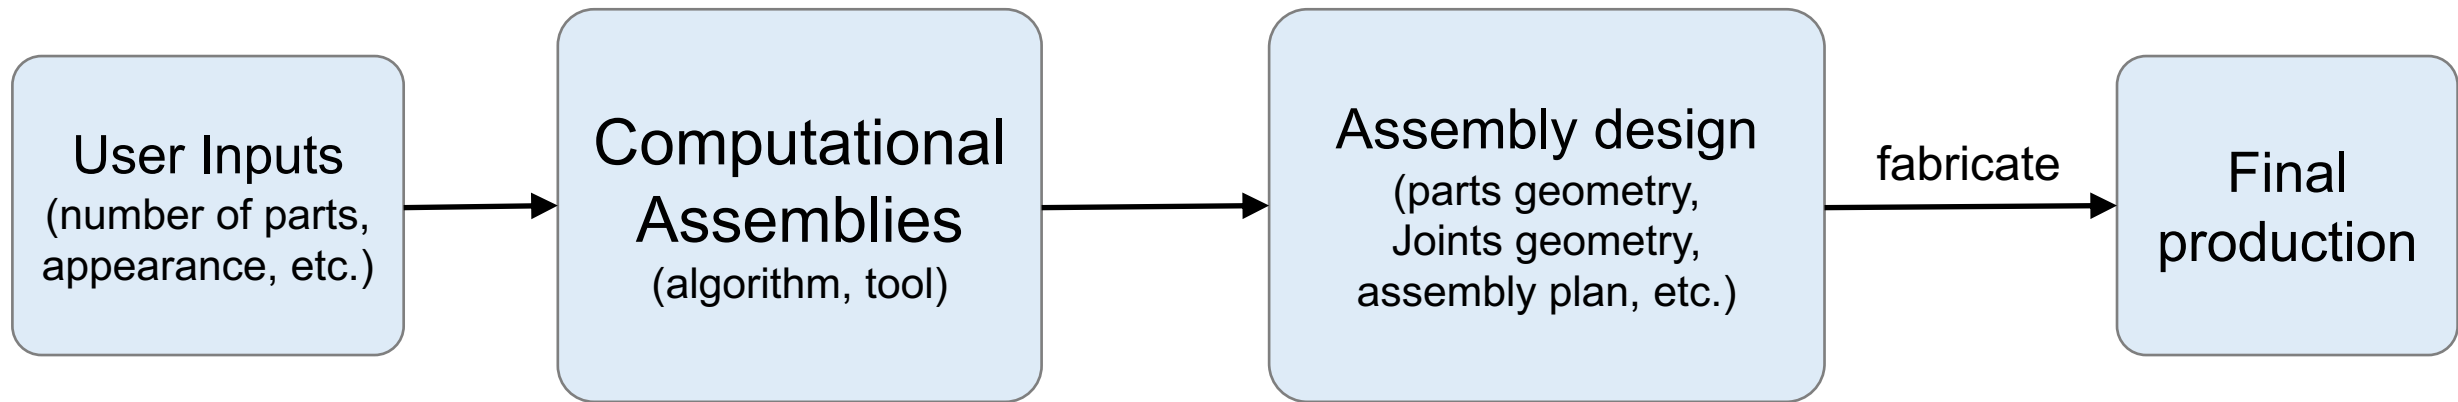 User Inputs
(number of parts,
appearance, etc.)
Computational
Assemblies
(algorithm, tool)
Assembly design
(parts geometry,
Joints geometry,
assembly plan, etc.)
fabricate
Final
production